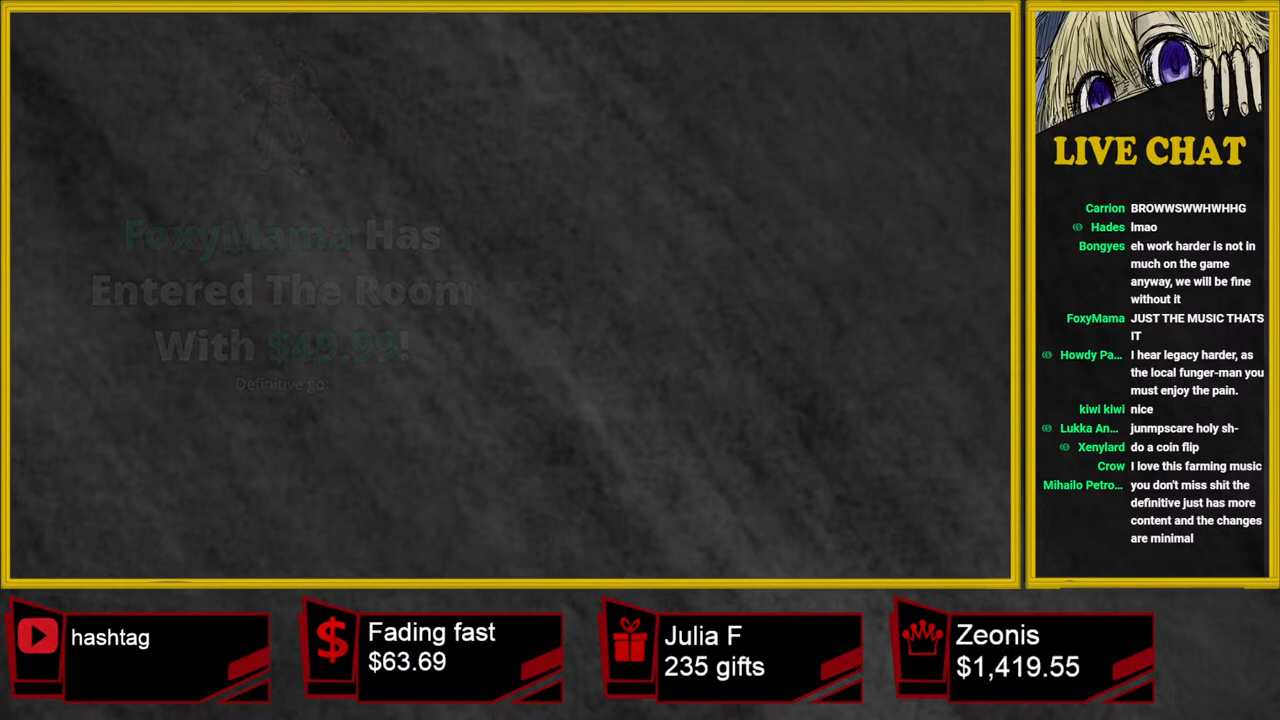 FoxyMama Has
Entered The Room
With $49.99!
Definitive go.
LIVE CHAT
Carrion BROWWSWWHWHHG
Hades lmao
Bongyes eh work harder is not in
much on the game
anyway, we will be fine
without it
FoxyMama JUST THE MUSIC THATS
IT
Howdy Pa... I hear legacy harder, as
the local funger-man you
must enjoy the pain.
kiwi kiwi nice
Lukka An... junmpscare holy sh-
Xenylard do a coin flip
Crow I love this farming music
Mihailo Petro... you don't miss shit the
definitive just has more
content and the changes
are minimal
hashtag
Fading fast
$63.69
Julia F
235 gifts
Zeonis
$1,419.55